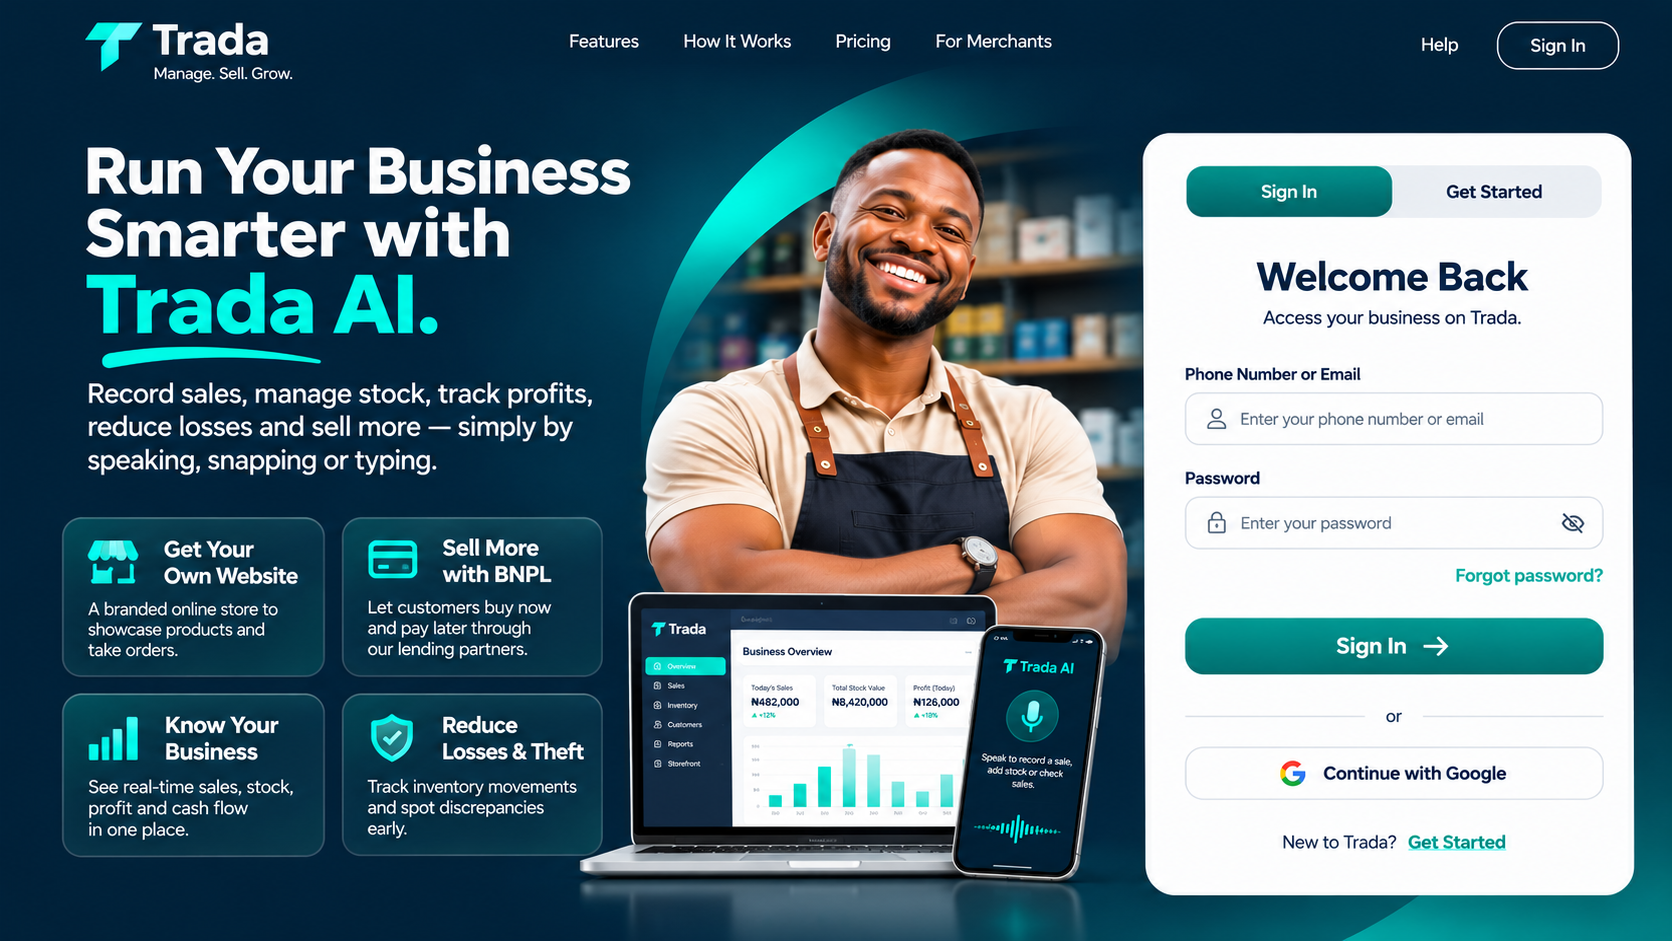 Trada
Manage. Sell. Grow.
Features
How It Works
Pricing
For Merchants
Help
Sign In
Run Your Business
Smarter with
Trada AI.
Record sales, manage stock, track profits,
reduce losses and sell more — simply by
speaking, snapping or typing.
Get Your
Own Website
A branded online store to
showcase products and
take orders.
Sell More
with BNPL
Let customers buy now
and pay later through
our lending partners.
Know Your
Business
See real-time sales, stock,
profit and cash flow
in one place.
Reduce
Losses & Theft
Track inventory movements
and spot discrepancies
early.
Trada
Overview
Sales
Inventory
Customers
Reports
Storefront
Business Overview
Today's Sales
₦482,000
+12%
Total Stock Value
₦8,420,000
Profit (Today)
₦126,000
+18%
Trada AI
Speak to record a sale,
add stock or check
sales.
Sign In
Get Started
Welcome Back
Access your business on Trada.
Phone Number or Email
Enter your phone number or email
Password
Enter your password
Forgot password?
Sign In →
or
Continue with Google
New to Trada? Get Started